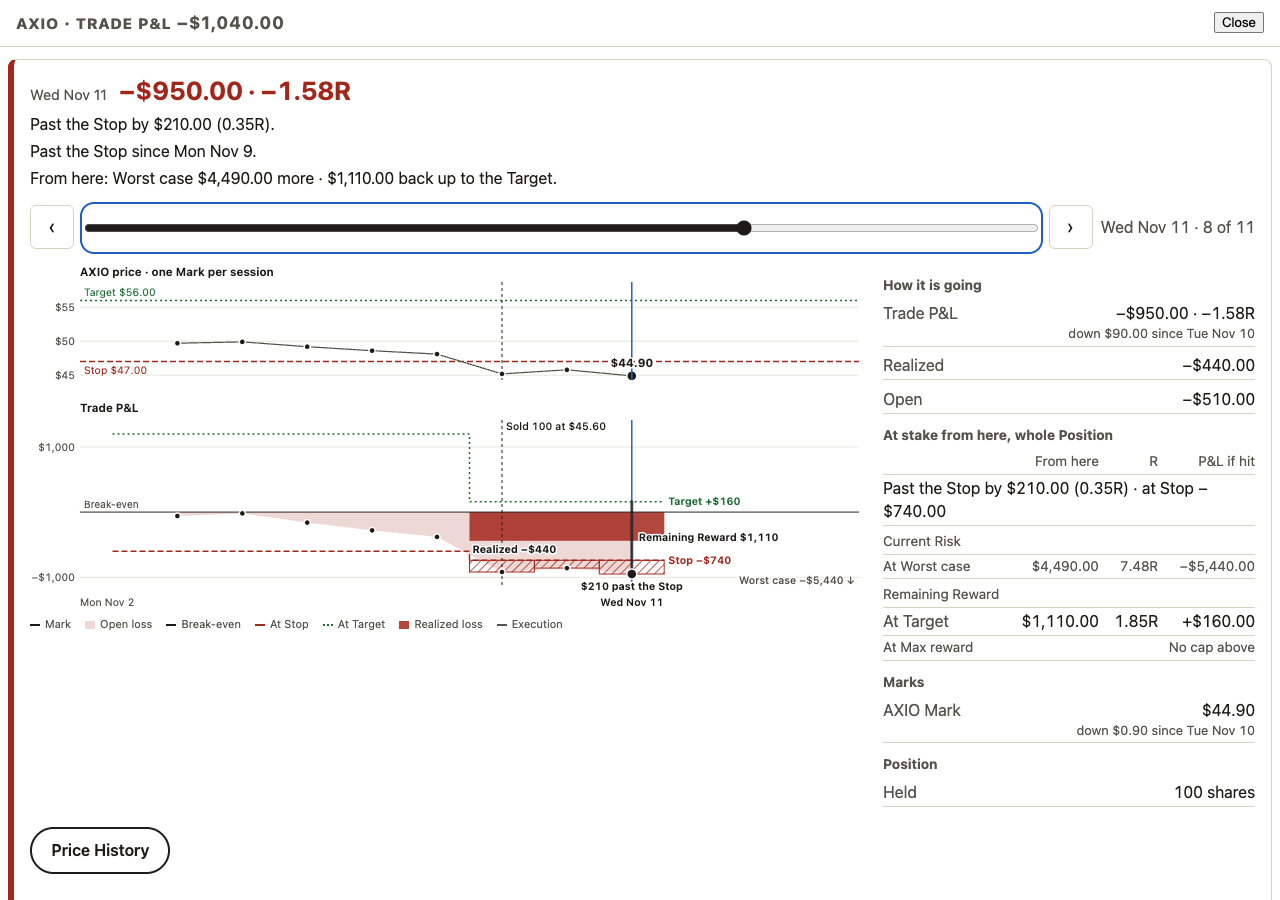 AXIO · TRADE P&L −$1,040.00
Close
Wed Nov 11 −$950.00 · −1.58R
Past the Stop by $210.00 (0.35R).
Past the Stop since Mon Nov 9.
From here: Worst case $4,490.00 more · $1,110.00 back up to the Target.
‹
›
Wed Nov 11 · 8 of 11
AXIO price · one Mark per session
Target $56.00
$55
$50
$44.90
Stop $47.00
$45
Trade P&L
Sold 100 at $45.60
$1,000
Target +$160
Break-even
Remaining Reward $1,110
Realized −$440
Stop −$740
−$1,000
Worst case −$5,440 ↓
$210 past the Stop
Mon Nov 2
Wed Nov 11
Mark
Open loss
Break-even
At Stop
At Target
Realized loss
Execution
How it is going
Trade P&L −$950.00 · −1.58R
down $90.00 since Tue Nov 10
Realized −$440.00
Open −$510.00
At stake from here, whole Position
From here R P&L if hit
Past the Stop by $210.00 (0.35R) · at Stop −
$740.00
Current Risk
At Worst case $4,490.00 7.48R −$5,440.00
Remaining Reward
At Target $1,110.00 1.85R +$160.00
At Max reward No cap above
Marks
AXIO Mark $44.90
down $0.90 since Tue Nov 10
Position
Held 100 shares
Price History